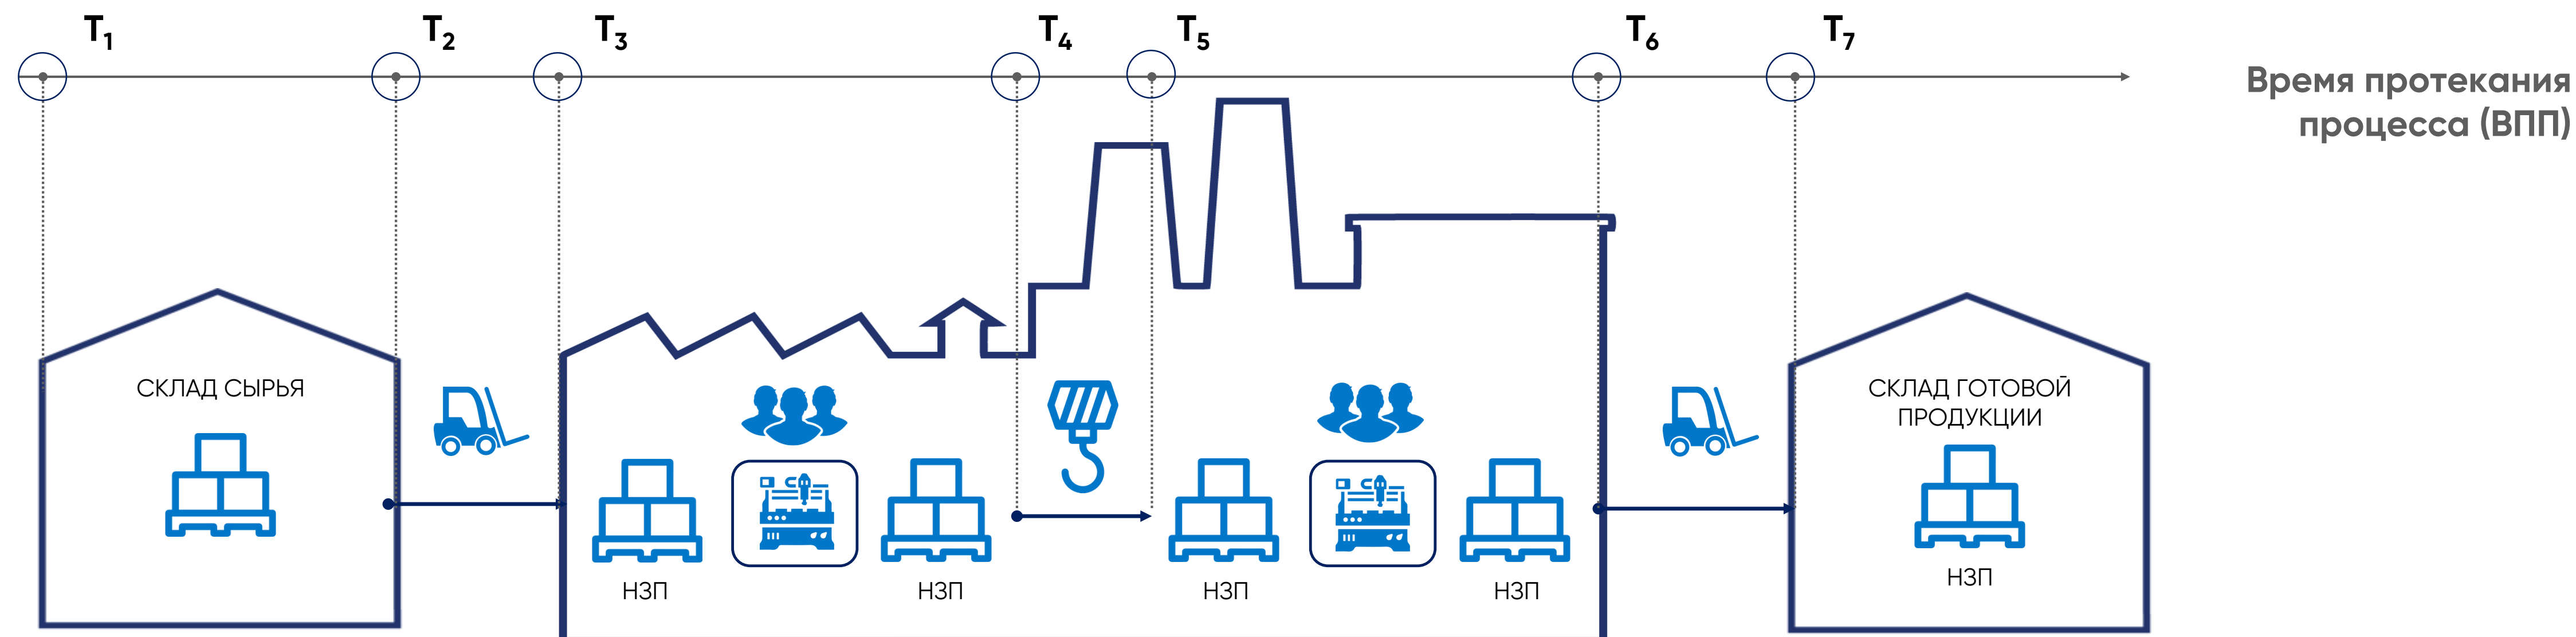 T₁ T₂ T₃ T₄ T₅ T₆ T₇
Время протекания
процесса (ВПП)
СКЛАД СЫРЬЯ
СКЛАД ГОТОВОЙ
ПРОДУКЦИИ
НЗП
НЗП НЗП НЗП НЗП